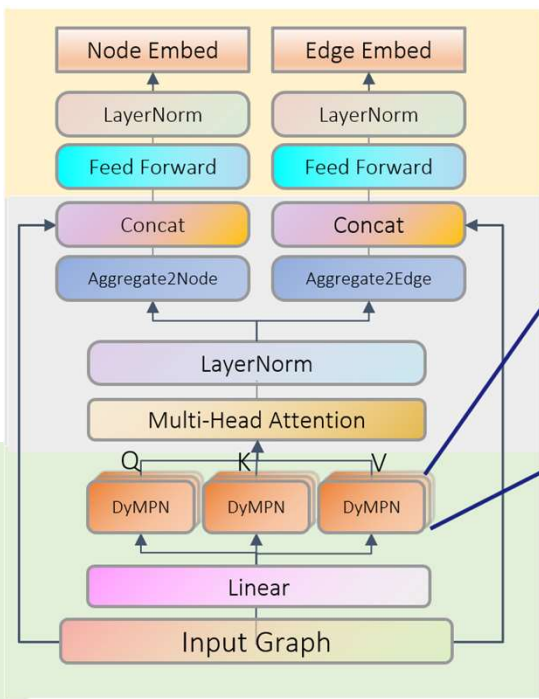 Node Embed
Edge Embed
LayerNorm
LayerNorm
Feed Forward
Feed Forward
Concat
Concat
Aggregate2Node
Aggregate2Edge
LayerNorm
Multi-Head Attention
Q
K
V
DyMPN
DyMPN
DyMPN
Linear
Input Graph